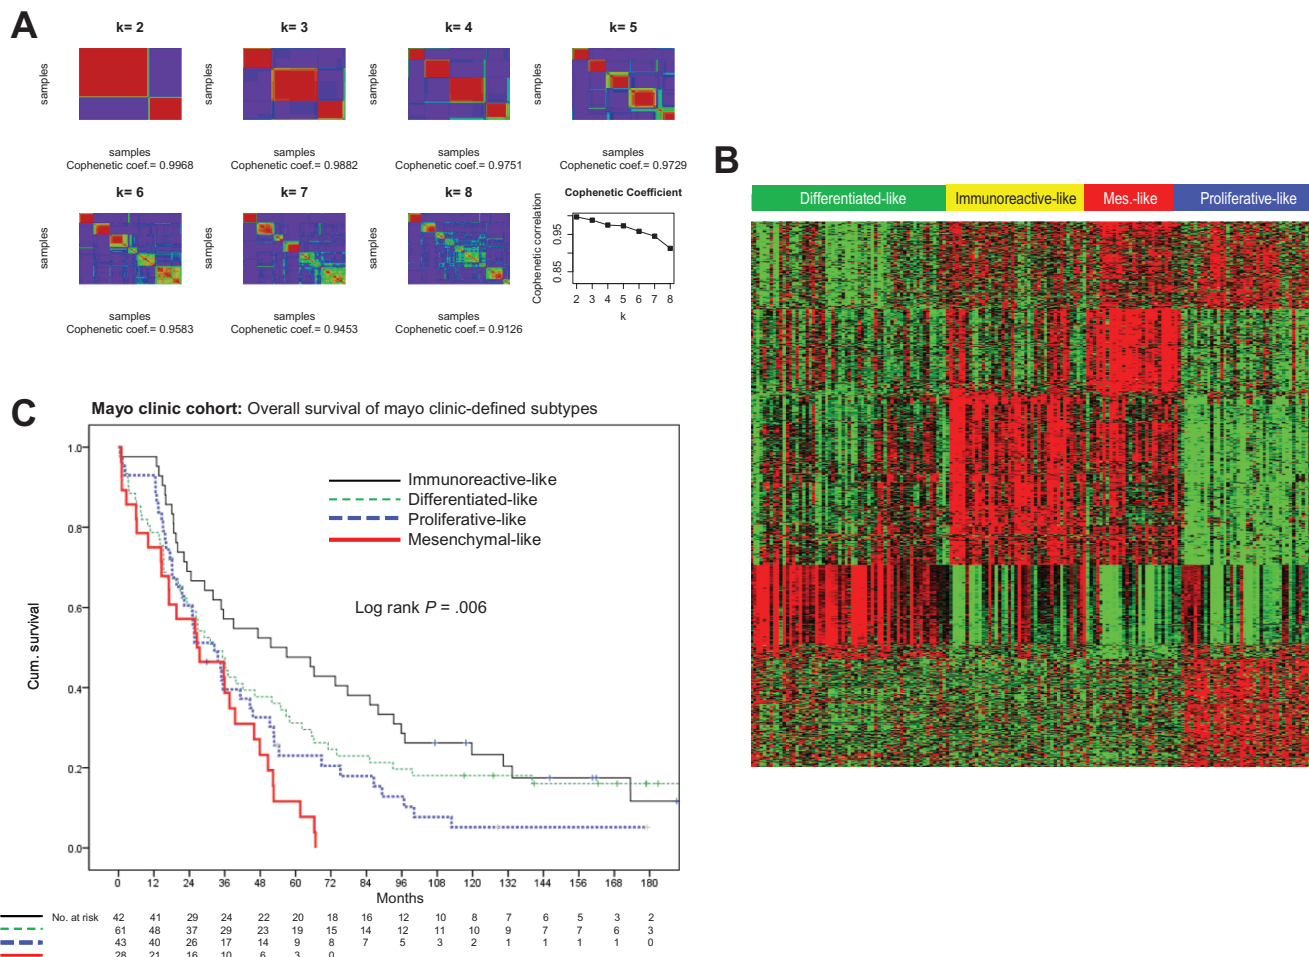 A
k= 2
k= 3
k= 4
k= 5
samples
samples
samples
samples
samples
samples
samples
samples
Cophenetic coef.= 0.9968
Cophenetic coef.= 0.9882
Cophenetic coef.= 0.9751
Cophenetic coef.= 0.9729
k= 6
k= 7
k= 8
Cophenetic Coefficient
samples
samples
samples
Cophenetic correlation
0.95
0.85
2 3 4 5 6 7 8
k
samples
samples
samples
Cophenetic coef.= 0.9583
Cophenetic coef.= 0.9453
Cophenetic coef.= 0.9126
B
Differentiated-like
Immunoreactive-like
Mes.-like
Proliferative-like
C
Mayo clinic cohort: Overall survival of mayo clinic-defined subtypes
Immunoreactive-like
Differentiated-like
Proliferative-like
Mesenchymal-like
Log rank P = .006
Cum. survival
1.0
0.8
0.6
0.4
0.2
0.0
0 12 24 36 48 60 72 84 96 108 120 132 144 156 168 180
Months
No. at risk 42 41 29 24 22 20 18 16 12 10 8 7 6 5 3 2
61 48 37 29 23 19 15 14 12 11 10 9 7 7 6 3
43 40 26 17 14 9 8 7 5 3 2 1 1 1 1 0
28 21 16 10 6 3 0